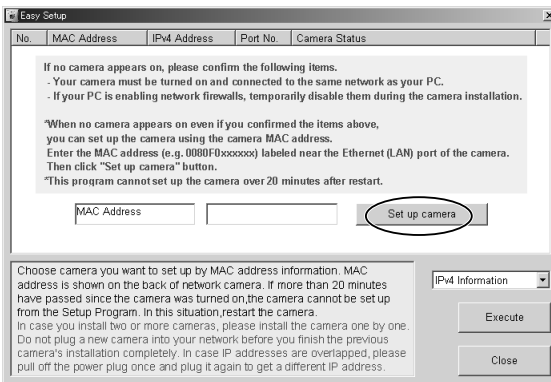 Easy Setup
No. MAC Address IPv4 Address Port No. Camera Status
If no camera appears on, please confirm the following items.
- Your camera must be turned on and connected to the same network as your PC.
- If your PC is enabling network firewalls, temporarily disable them during the camera installation.
*When no camera appears on even if you confirmed the items above,
you can set up the camera using the camera MAC address.
Enter the MAC address (e.g. 0080F0xxxxxx) labeled near the Ethernet (LAN) port of the camera.
Then click "Set up camera" button.
*This program cannot set up the camera over 20 minutes after restart.
MAC Address Set up camera
Choose camera you want to set up by MAC address information. MAC
address is shown on the back of network camera. If more than 20 minutes
have passed since the camera was turned on,the camera cannot be set up
from the Setup Program. In this situation,restart the camera.
In case you install two or more cameras, please install the camera one by one.
Do not plug a new camera into your network before you finish the previous
camera's installation completely. In case IP addresses are overlapped, please
pull off the power plug once and plug it again to get a different IP address.
IPv4 Information
Execute
Close